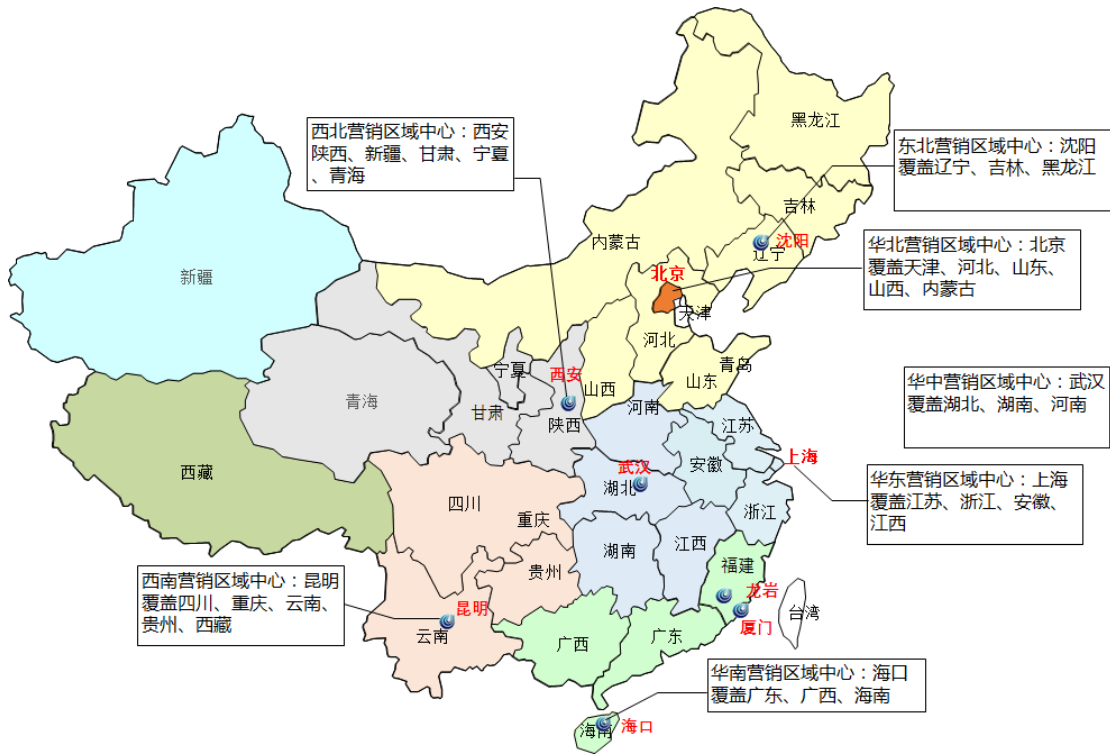 黑龙江
西北营销区域中心：西安
陕西、新疆、甘肃、宁夏
、青海
东北营销区域中心：沈阳
覆盖辽宁、吉林、黑龙江
吉林
内蒙古
沈阳
辽宁
华北营销区域中心：北京
覆盖天津、河北、山东、
山西、内蒙古
新疆
北京
天津
河北
青岛
宁夏
西安
山西
山东
华中营销区域中心：武汉
覆盖湖北、湖南、河南
青海
甘肃
陕西
河南
江苏
上海
安徽
武汉
西藏
四川
湖北
华东营销区域中心：上海
覆盖江苏、浙江、安徽、
江西
浙江
重庆
湖南
江西
福建
贵州
西南营销区域中心：昆明
覆盖四川、重庆、云南、
贵州、西藏
龙岩
昆明
台湾
厦门
云南
广西
广东
华南营销区域中心：海口
覆盖广东、广西、海南
海南
海口